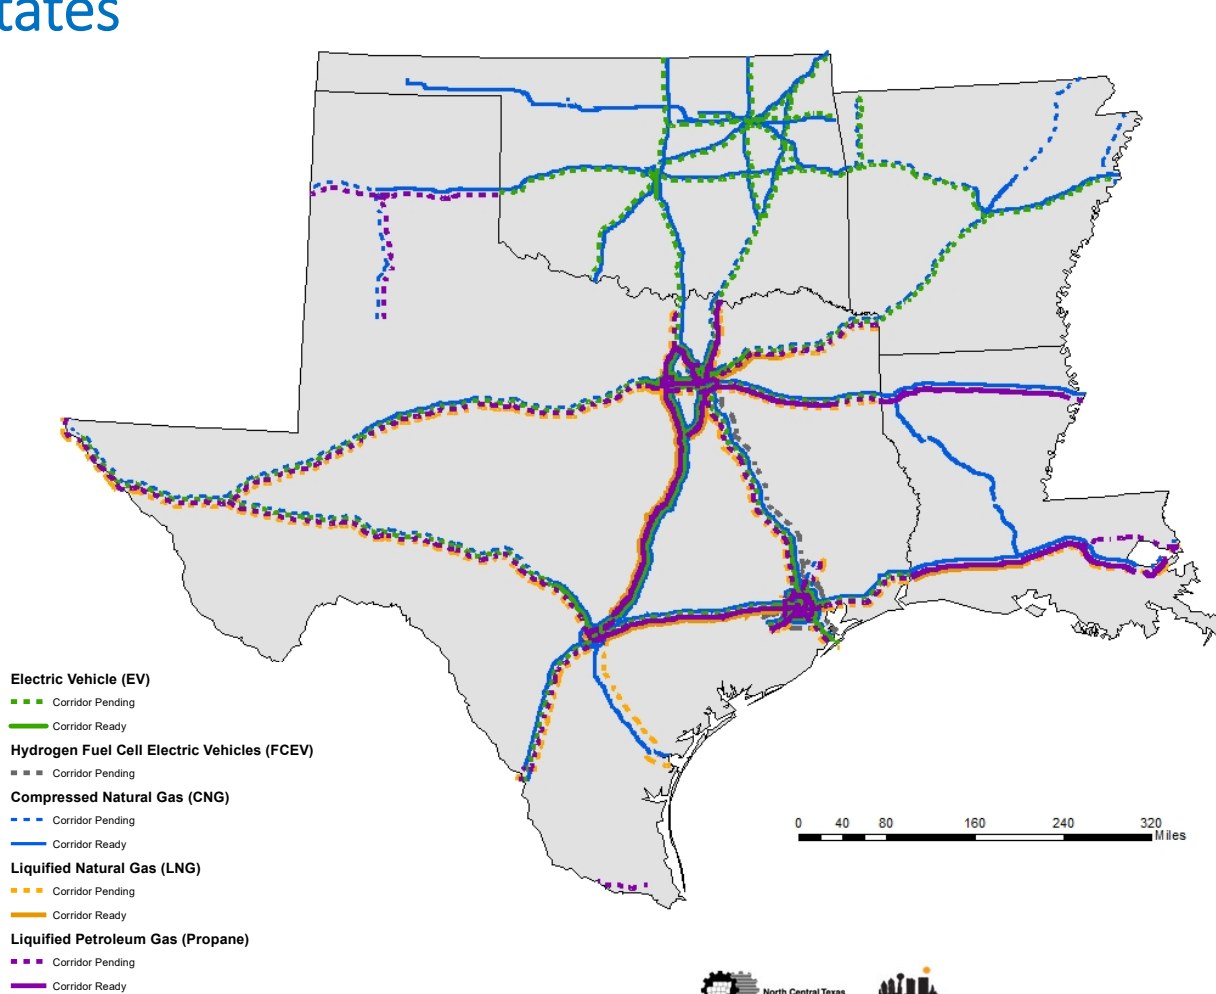 tates
Electric Vehicle (EV)
Corridor Pending
Corridor Ready
Hydrogen Fuel Cell Electric Vehicles (FCEV)
Corridor Pending
Compressed Natural Gas (CNG)
Corridor Pending
Corridor Ready
Liquified Natural Gas (LNG)
Corridor Pending
Corridor Ready
Liquified Petroleum Gas (Propane)
Corridor Pending
Corridor Ready
0 40 80 160 240 320
Miles
North Central Texas